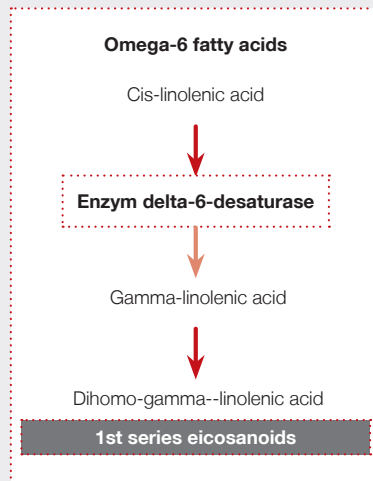 Omega-6 fatty acids
Cis-linolenic acid
Enzym delta-6-desaturase
Gamma-linolenic acid
Dihomo-gamma--linolenic acid
1st series eicosanoids